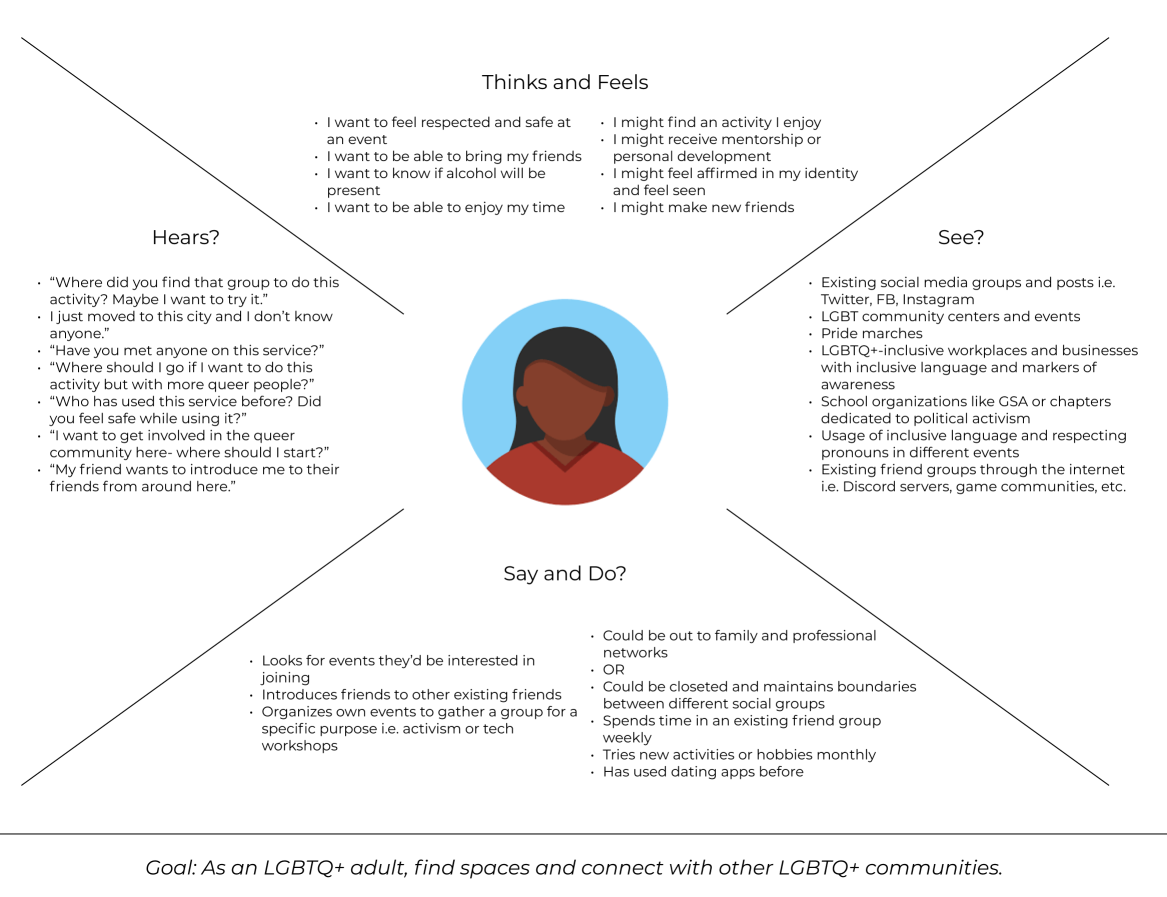 Thinks and Feels
• I want to feel respected and safe at
an event
• I want to be able to bring my friends
• I want to know if alcohol will be
present
• I want to be able to enjoy my time
• I might find an activity I enjoy
• I might receive mentorship or
personal development
• I might feel affirmed in my identity
and feel seen
• I might make new friends
Hears?
• “Where did you find that group to do this
activity? Maybe I want to try it.”
• I just moved to this city and I don’t know
anyone.”
• “Have you met anyone on this service?”
• “Where should I go if I want to do this
activity but with more queer people?”
• “Who has used this service before? Did
you feel safe while using it?”
• “I want to get involved in the queer
community here- where should I start?”
• “My friend wants to introduce me to their
friends from around here.”
See?
• Existing social media groups and posts i.e.
Twitter, FB, Instagram
• LGBT community centers and events
• Pride marches
• LGBTQ+-inclusive workplaces and businesses
with inclusive language and markers of
awareness
• School organizations like GSA or chapters
dedicated to political activism
• Usage of inclusive language and respecting
pronouns in different events
• Existing friend groups through the internet
i.e. Discord servers, game communities, etc.
Say and Do?
• Looks for events they’d be interested in
joining
• Introduces friends to other existing friends
• Organizes own events to gather a group for a
specific purpose i.e. activism or tech
workshops
• Could be out to family and professional
networks
• OR
• Could be closeted and maintains boundaries
between different social groups
• Spends time in an existing friend group
weekly
• Tries new activities or hobbies monthly
• Has used dating apps before
Goal: As an LGBTQ+ adult, find spaces and connect with other LGBTQ+ communities.